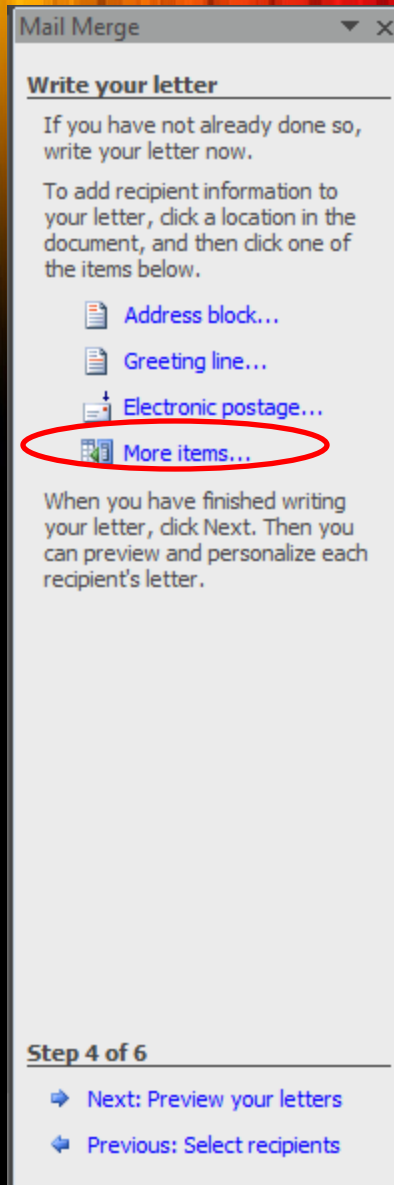 Mail Merge
Write your letter
If you have not already done so,
write your letter now.
To add recipient information to
your letter, click a location in the
document, and then click one of
the items below.
Address block...
Greeting line...
Electronic postage...
More items...
When you have finished writing
your letter, click Next. Then you
can preview and personalize each
recipient's letter.
Step 4 of 6
Next: Preview your letters
Previous: Select recipients